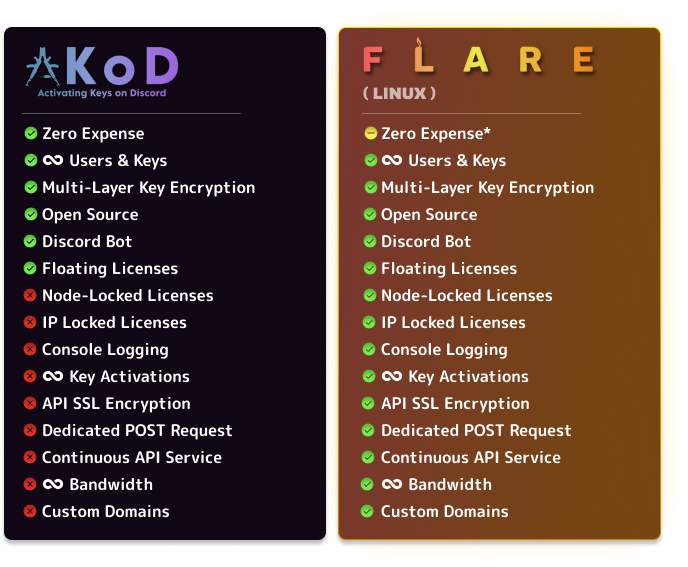 AKoD
Activating Keys on Discord
Zero Expense
∞ Users & Keys
Multi-Layer Key Encryption
Open Source
Discord Bot
Floating Licenses
Node-Locked Licenses
IP Locked Licenses
Console Logging
∞ Key Activations
API SSL Encryption
Dedicated POST Request
Continuous API Service
∞ Bandwidth
Custom Domains
FLARE
( LINUX )
Zero Expense*
∞ Users & Keys
Multi-Layer Key Encryption
Open Source
Discord Bot
Floating Licenses
Node-Locked Licenses
IP Locked Licenses
Console Logging
∞ Key Activations
API SSL Encryption
Dedicated POST Request
Continuous API Service
∞ Bandwidth
Custom Domains